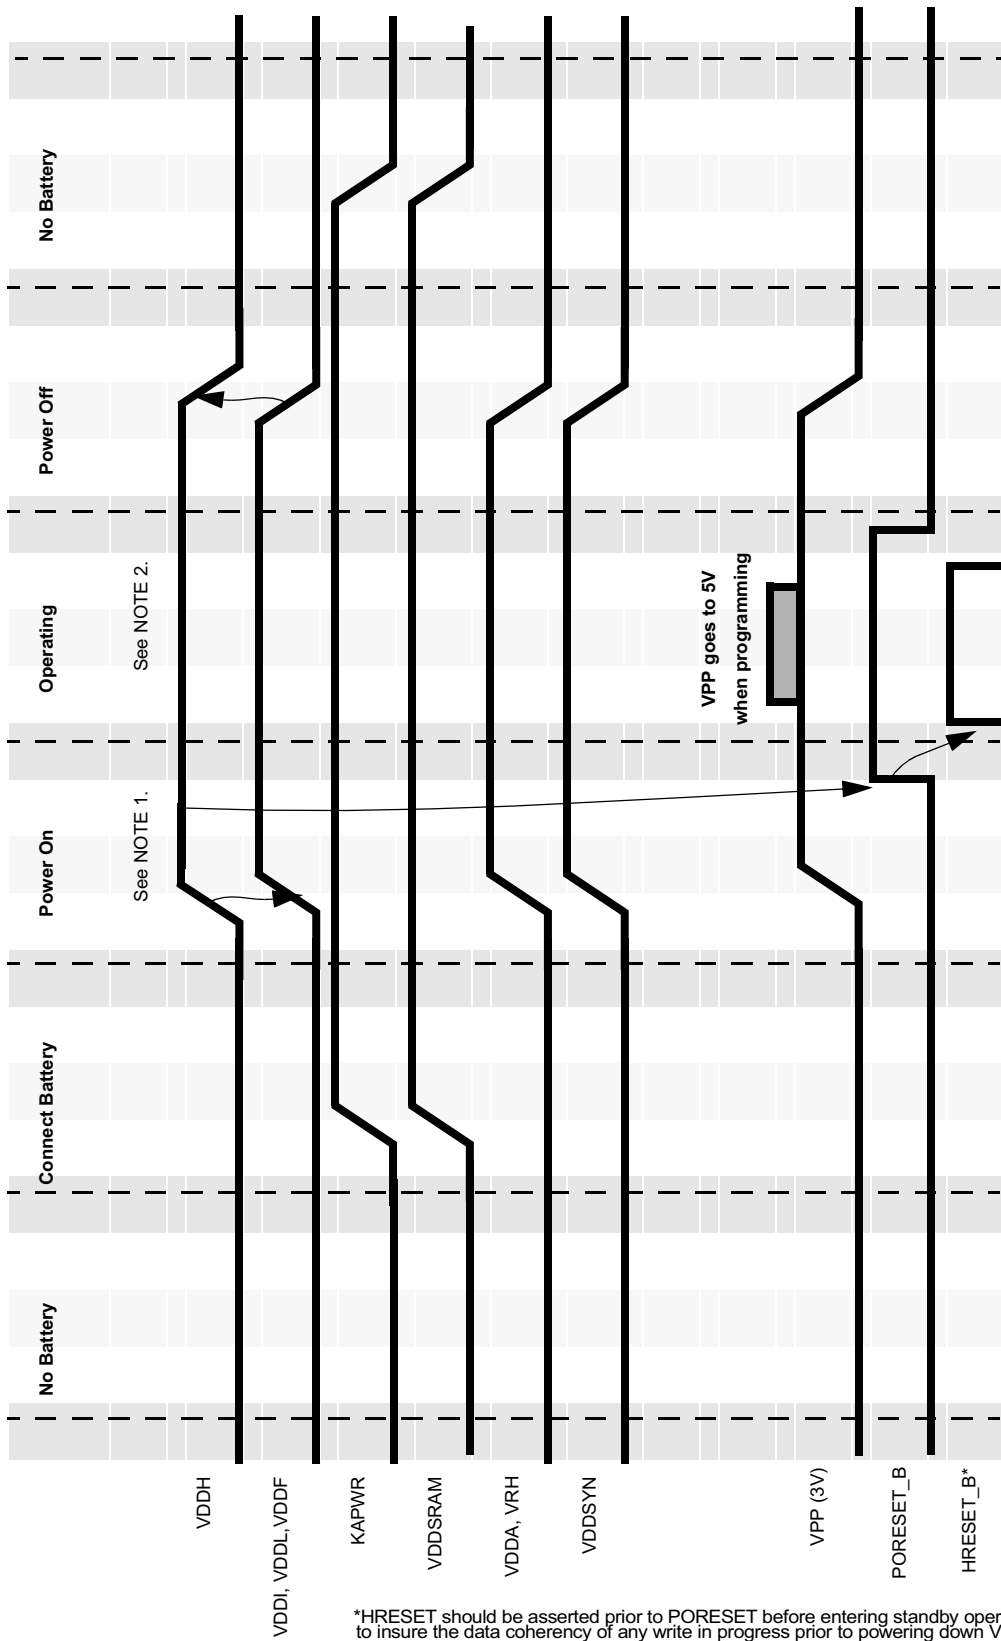 No Battery
Connect Battery
Power On
Operating
Power Off
No Battery
See NOTE 1.
See NOTE 2.
VDDH
VDDI, VDDL,VDDF
KAPWR
VDDSRAM
VDDA, VRH
VDDSYN
VPP goes to 5V
when programming
VPP (3V)
PORESET_B
HRESET_B*
*HRESET should be asserted prior to PORESET before entering standby oper
to insure the data coherency of any write in progress prior to powering down V